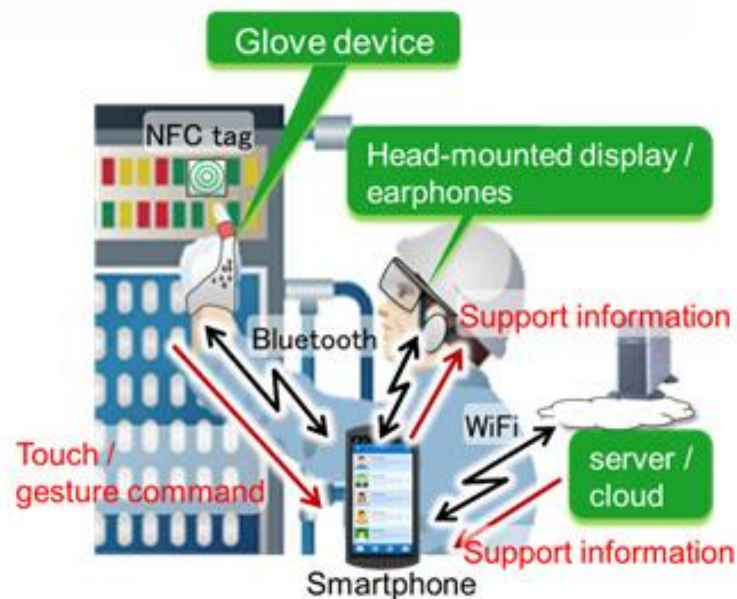 Glove device
NFC tag
Head-mounted display /
earphones
Support information
Bluetooth
WiFi
Touch /
gesture command
server /
cloud
Support information
Smartphone